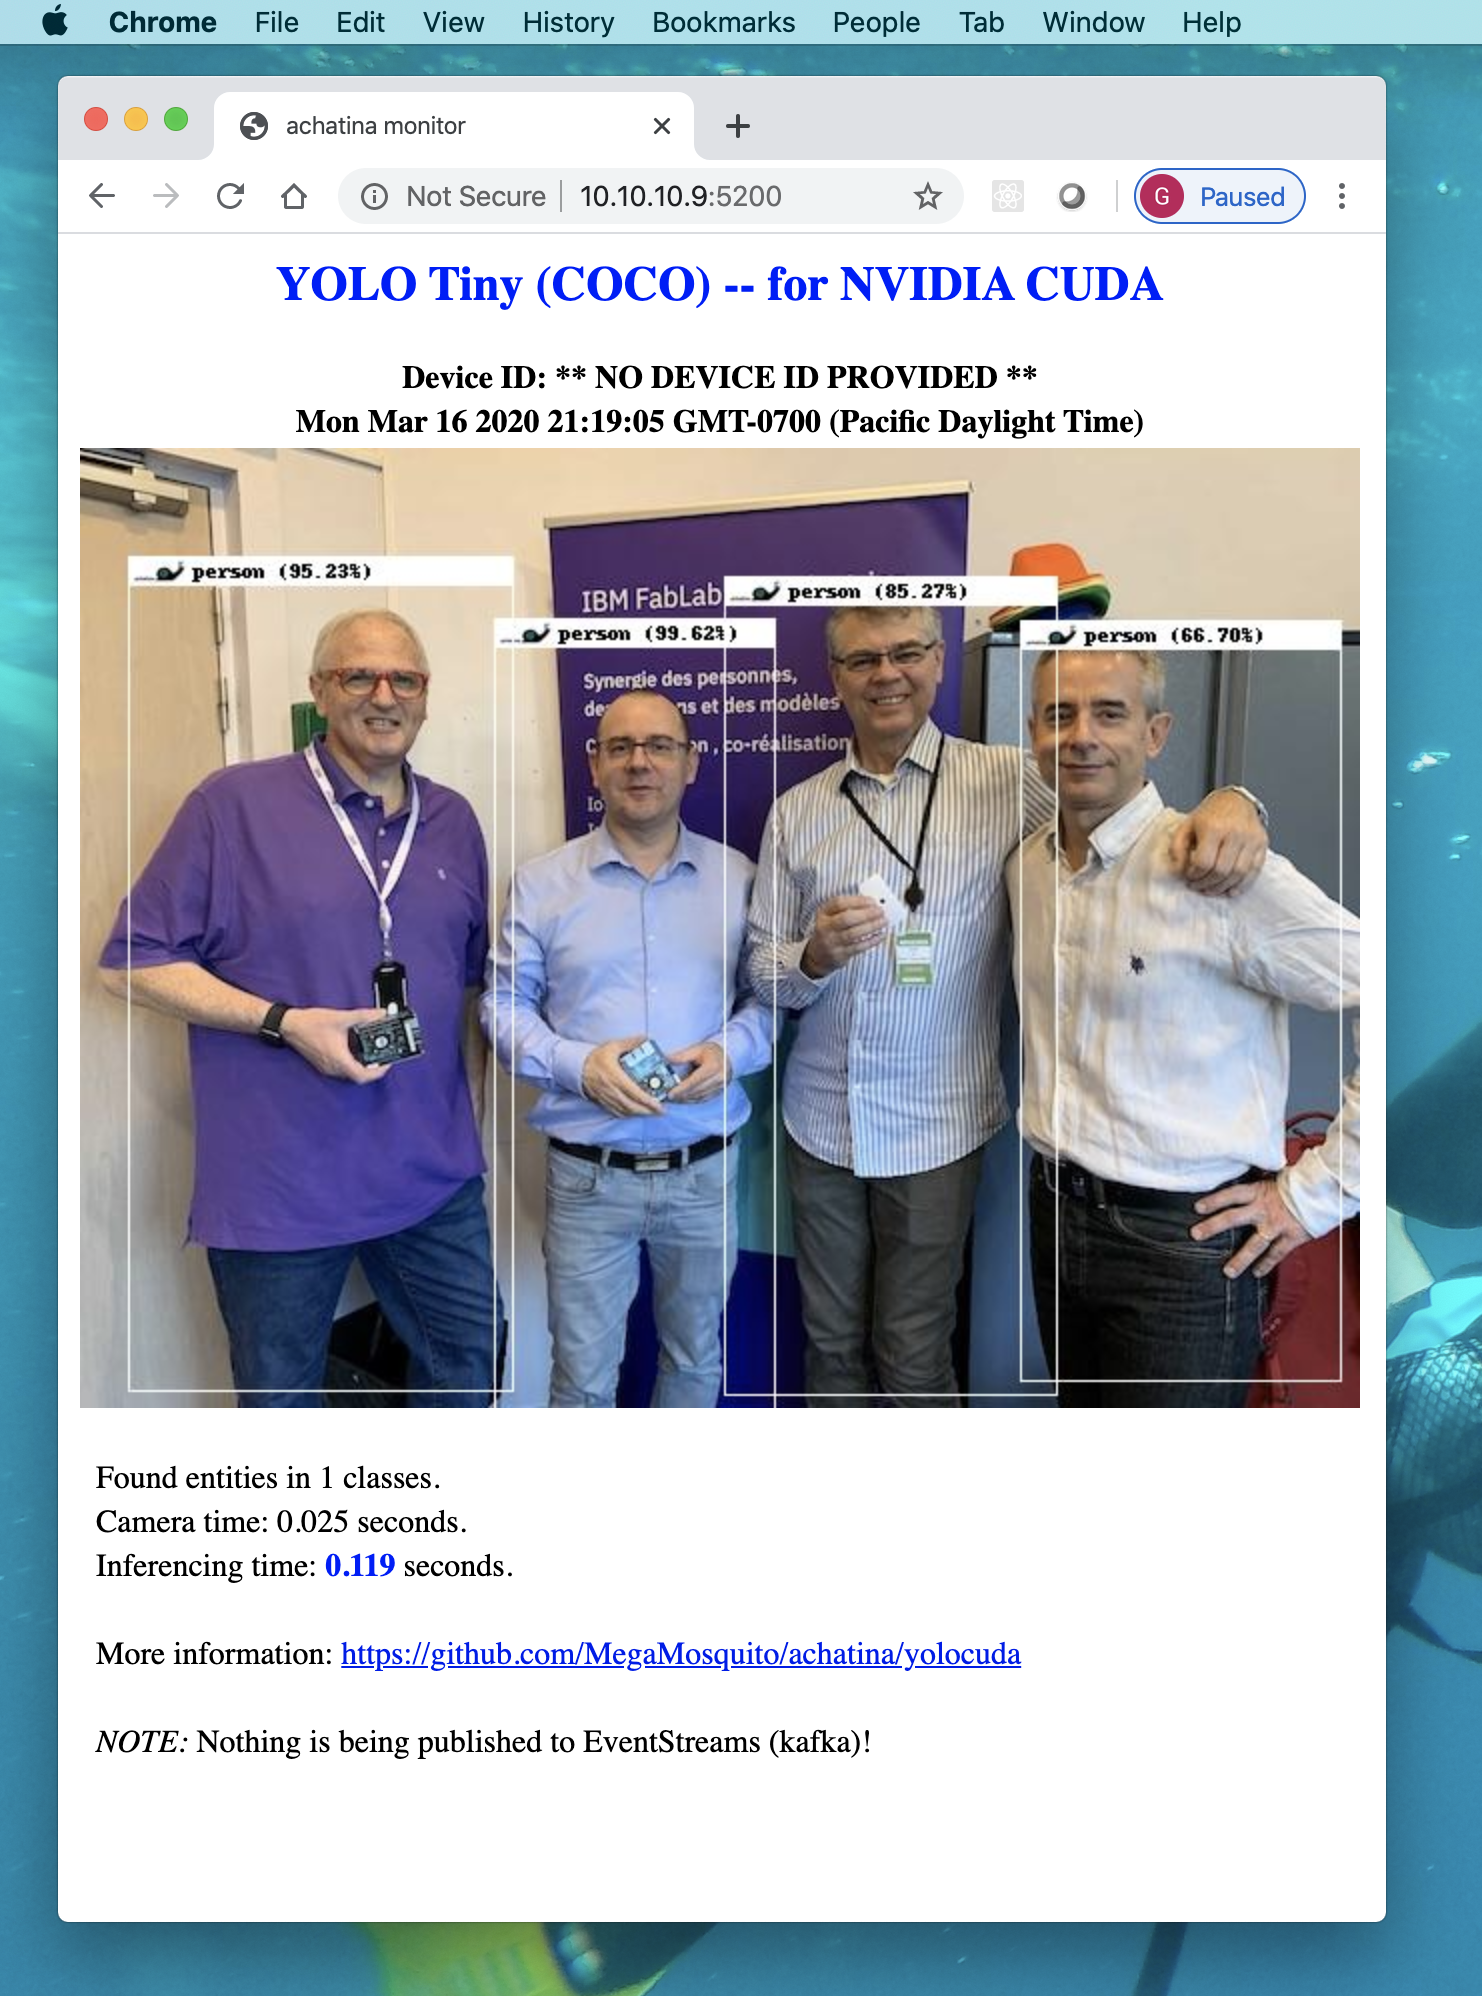 Chrome File Edit View History Bookmarks People Tab Window Help
achatina monitor
Not Secure 10.10.10.9:5200 G Paused
YOLO Tiny (COCO) -- for NVIDIA CUDA
Device ID: ** NO DEVICE ID PROVIDED **
Mon Mar 16 2020 21:19:05 GMT-0700 (Pacific Daylight Time)
person (95.23%)
person (85.27%)
IBM FabLab
person (99.62%)
person (66.70%)
Synergie des personnes,
et des modèles
co-réalisation
Found entities in 1 classes.
Camera time: 0.025 seconds.
Inferencing time: 0.119 seconds.
More information: https://github.com/MegaMosquito/achatina/yolocuda
NOTE: Nothing is being published to EventStreams (kafka)!